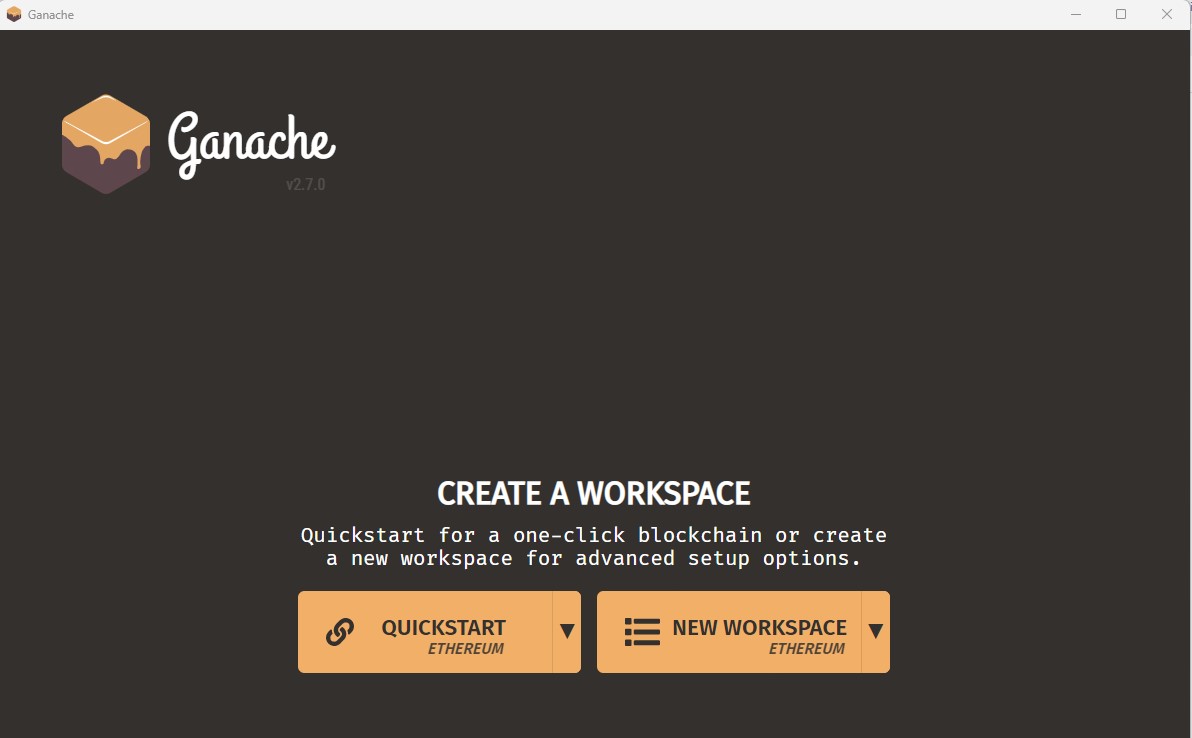 Ganache
Ganache
v2.7.0
CREATE A WORKSPACE
Quickstart for a one-click blockchain or create
a new workspace for advanced setup options.
QUICKSTART
ETHEREUM
NEW WORKSPACE
ETHEREUM